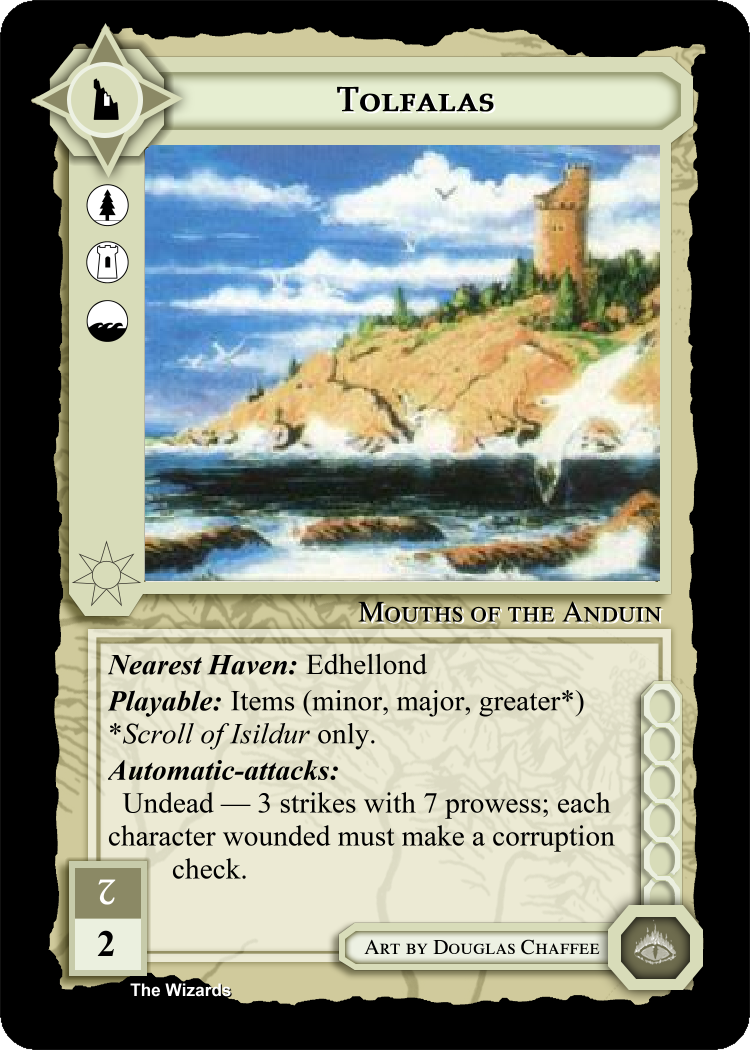 Tolfalas
Mouths of the Anduin
Nearest Haven: Edhellond
Playable: Items (minor, major, greater*)
*Scroll of Isildur only.
Automatic-attacks:
Undead — 3 strikes with 7 prowess; each
character wounded must make a corruption
check.
2
Art by Douglas Chaffee
The Wizards